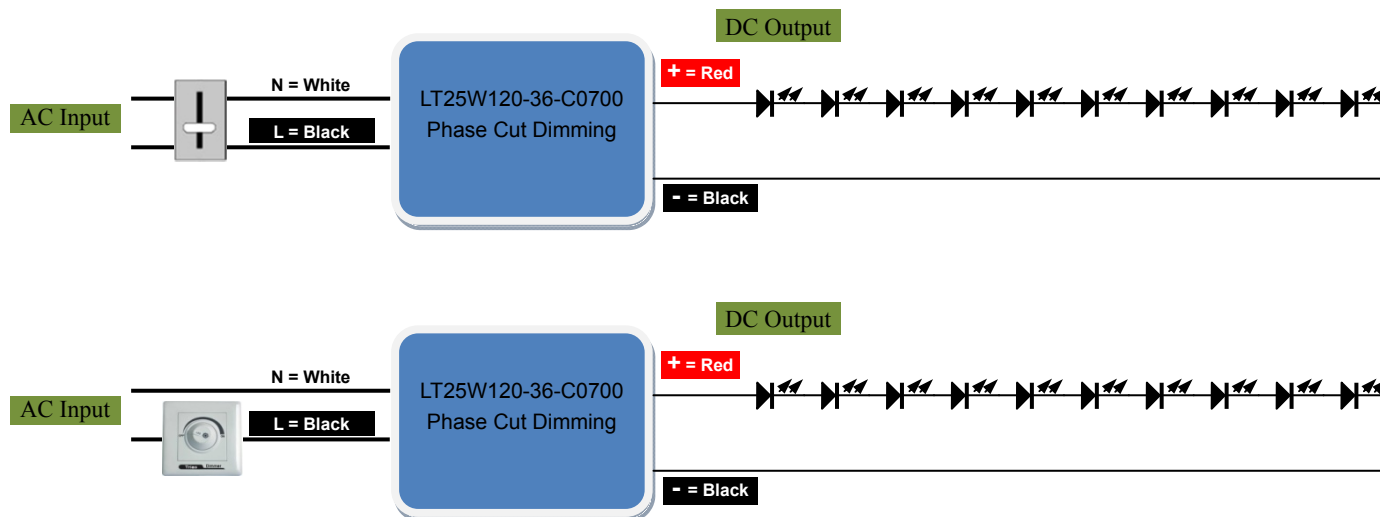 DC Output
+ = Red
N = White
AC Input
L = Black
LT25W120-36-C0700
Phase Cut Dimming
- = Black
DC Output
+ = Red
N = White
AC Input
L = Black
LT25W120-36-C0700
Phase Cut Dimming
Dimmer
- = Black